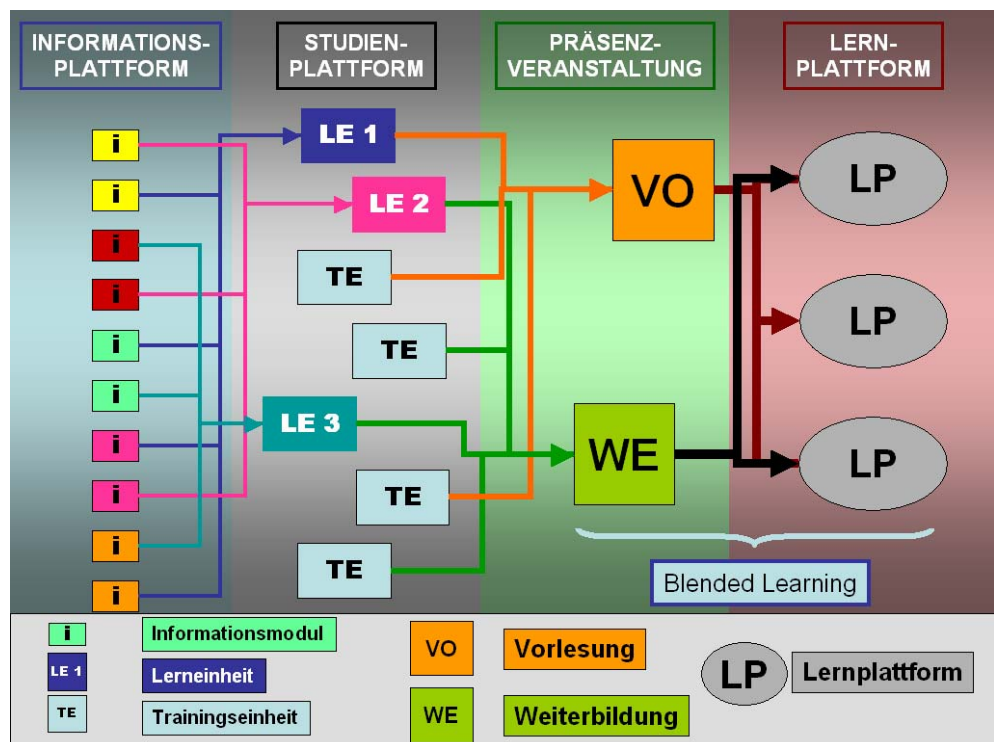 INFORMATIONS-
PLATTFORM
STUDIEN-
PLATTFORM
PRÄSENZ-
VERANSTALTUNG
LERN-
PLATTFORM
i
i
i
i
i
i
i
i
i
i
LE 1
LE 2
TE
TE
LE 3
TE
TE
VO
WE
LP
LP
LP
Blended Learning
i Informationsmodul
LE 1 Lerneinheit
TE Trainingseinheit
VO Vorlesung
WE Weiterbildung
LP Lernplattform